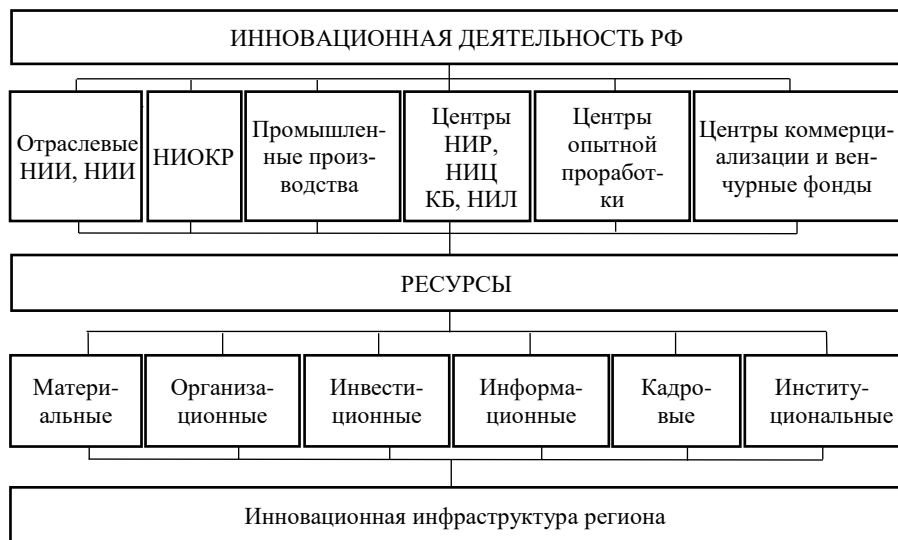 ИННОВАЦИОННАЯ ДЕЯТЕЛЬНОСТЬ РФ
Отраслевые
НИИ, НИИ
НИОКР
Промышлен-
ные произ-
водства
Центры
НИР,
НИЦ
КБ, НИЛ
Центры
опытной
проработ-
ки
Центры коммерци-
ализации и вен-
чурные фонды
РЕСУРСЫ
Матери-
альные
Организа-
ционные
Инвести-
ционные
Информа-
ционные
Кадро-
вые
Институ-
циональные
Инновационная инфраструктура региона